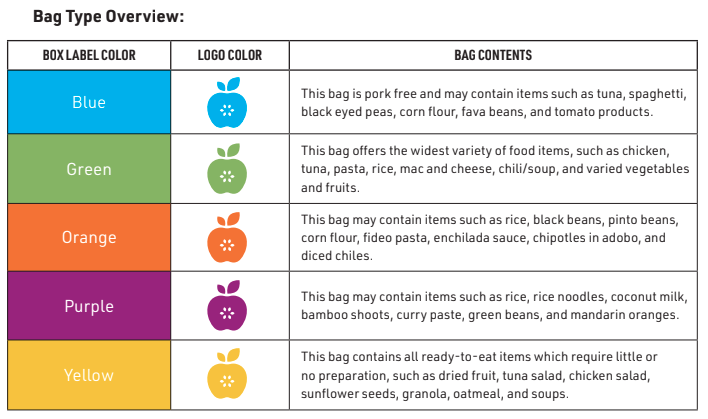 Bag Type Overview:
BOX LABEL COLOR LOGO COLOR BAG CONTENTS
Blue
This bag is pork free and may contain items such as tuna, spaghetti,
black eyed peas, corn flour, fava beans, and tomato products.
Green
This bag offers the widest variety of food items, such as chicken,
tuna, pasta, rice, mac and cheese, chili/soup, and varied vegetables
and fruits.
Orange
This bag may contain items such as rice, black beans, pinto beans,
corn flour, fideo pasta, enchilada sauce, chipotles in adobo, and
diced chiles.
Purple
This bag may contain items such as rice, rice noodles, coconut milk,
bamboo shoots, curry paste, green beans, and mandarin oranges.
Yellow
This bag contains all ready-to-eat items which require little or
no preparation, such as dried fruit, tuna salad, chicken salad,
sunflower seeds, granola, oatmeal, and soups.